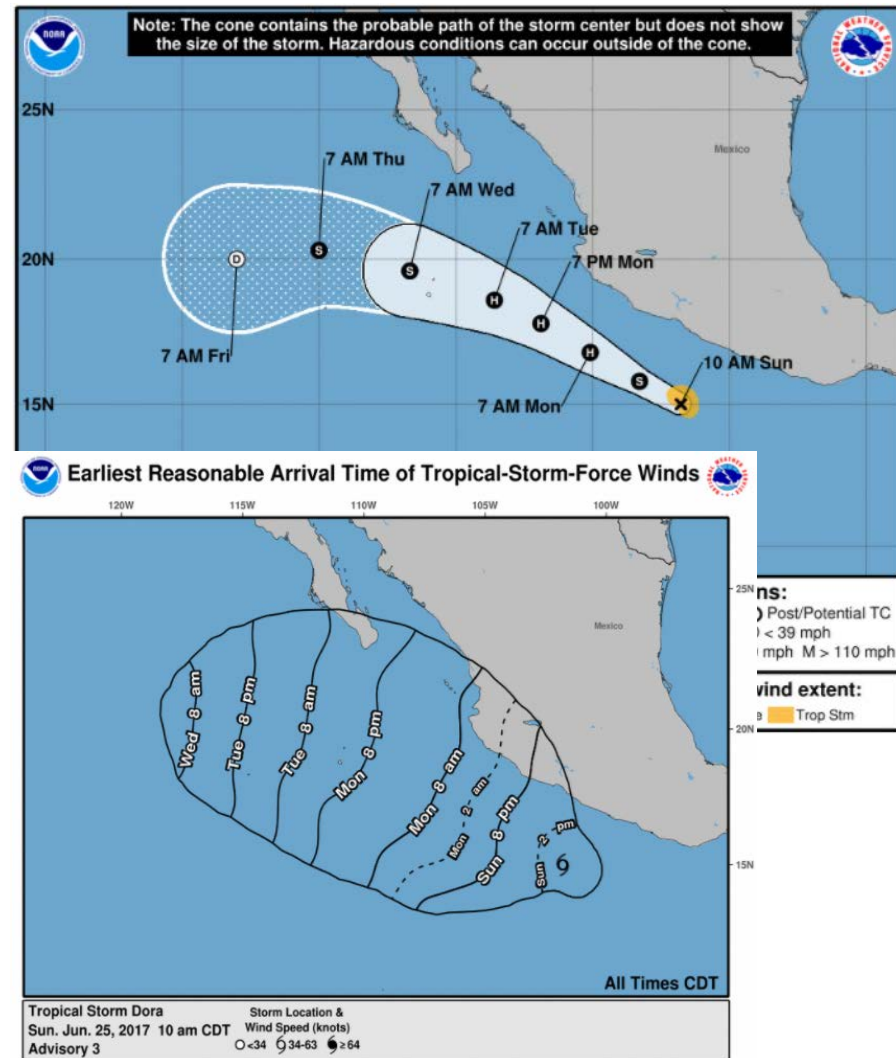 Note: The cone contains the probable path of the storm center but does not show
the size of the storm. Hazardous conditions can occur outside of the cone.
NOAA
NATIONAL WEATHER SERVICE
25N
Mexico
7 AM Thu
7 AM Wed
7 AM Tue
20N
D
S
S
H
7 PM Mon
H
7 AM Fri
H
10 AM Sun
S
7 AM Mon
15N
NOAA
Earliest Reasonable Arrival Time of Tropical-Storm-Force Winds
120W
115W
110W
105W
100W
25N
Mexico
20N
15N
Wed 8 am
Tue 8 pm
Tue 8 am
Mon 8 pm
Mon 8 am
Mon 2 am
Sun 8 pm
Sun 2 pm
All Times CDT
Tropical Storm Dora
Sun. Jun. 25, 2017 10 am CDT
Advisory 3
Storm Location &
Wind Speed (knots)
<34 34-63 ≥64
ns:
Post/Potential TC
< 39 mph
mph M > 110 mph
wind extent:
e Trop Stm